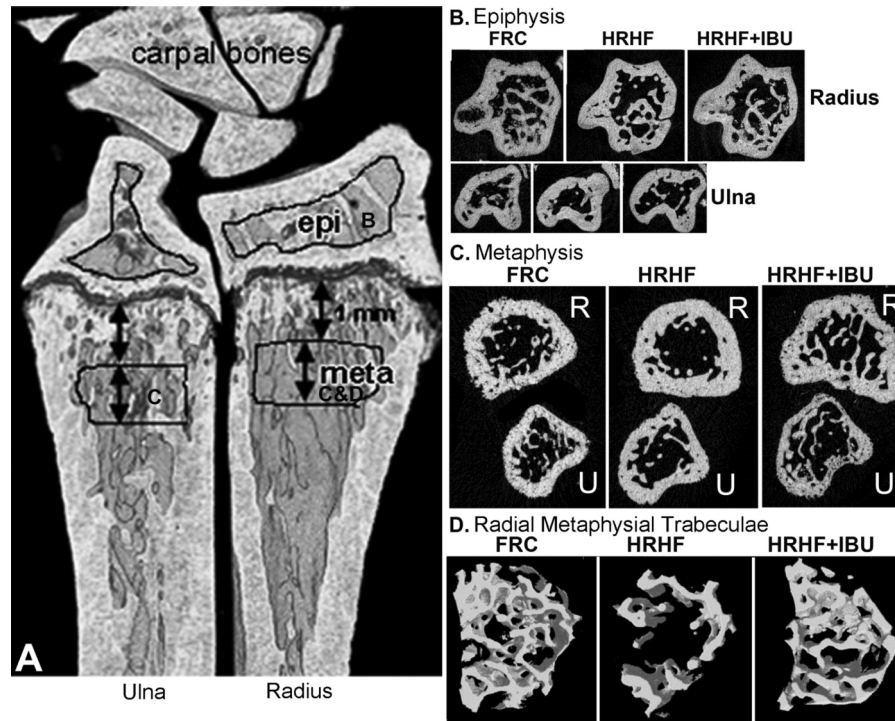 carpal bones
epi
B
1 mm
meta
C
C&D
A
Ulna
Radius
B. Epiphysis
FRC
HRHF
HRHF+IBU
Radius
Ulna
C. Metaphysis
FRC
HRHF
HRHF+IBU
R
R
R
U
U
U
D. Radial Metaphysial Trabeculae
FRC
HRHF
HRHF+IBU